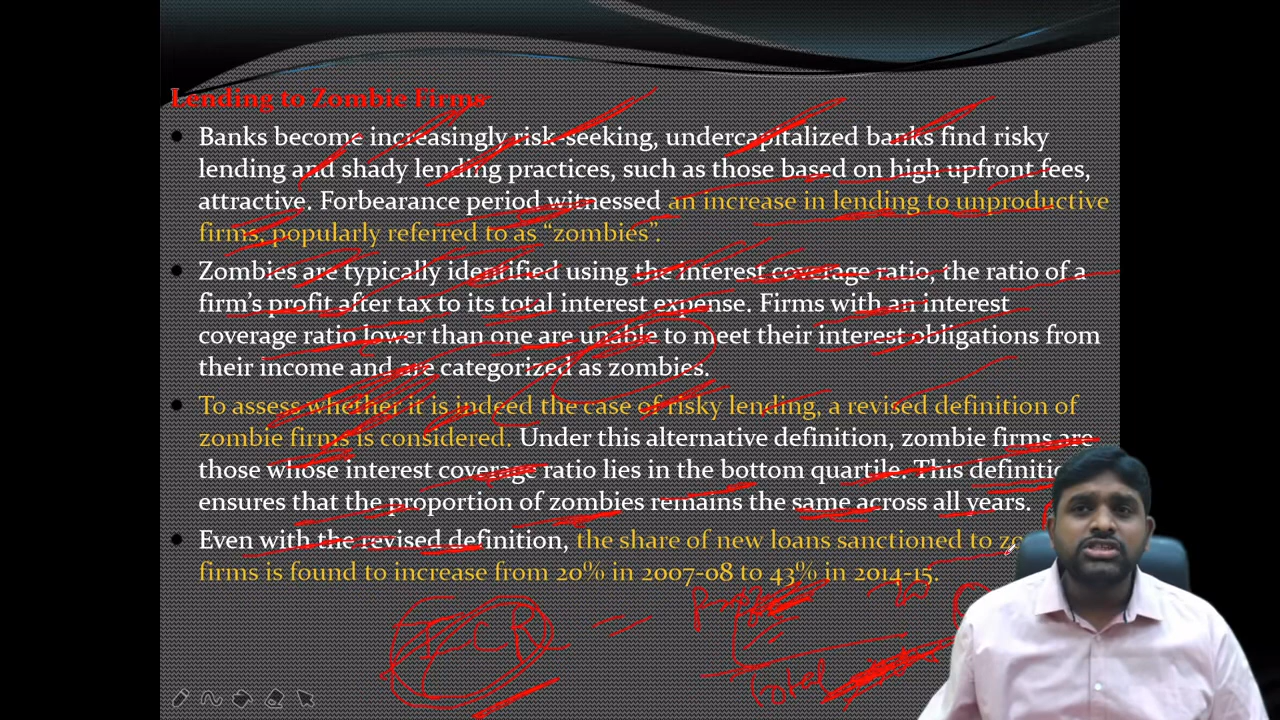 Lending to Zombie Firms
• Banks become increasingly risk-seeking, undercapitalized banks find risky
lending and shady lending practices, such as those based on high upfront fees,
attractive. Forbearance period witnessed an increase in lending to unproductive
firms, popularly referred to as “zombies”.
• Zombies are typically identified using the interest coverage ratio, the ratio of a
firm’s profit after tax to its total interest expense. Firms with an interest
coverage ratio lower than one are unable to meet their interest obligations from
their income and are categorized as zombies.
• To assess whether it is indeed the case of risky lending, a revised definition of
zombie firms is considered. Under this alternative definition, zombie firms are
those whose interest coverage ratio lies in the bottom quartile. This
ensures that the proportion of zombies remains the same across all years.
• Even with the revised definition, the share of new loans sanctioned to
firms is found to increase from 20% in 2007-08 to 43% in 2014-15.
ICR =
Total